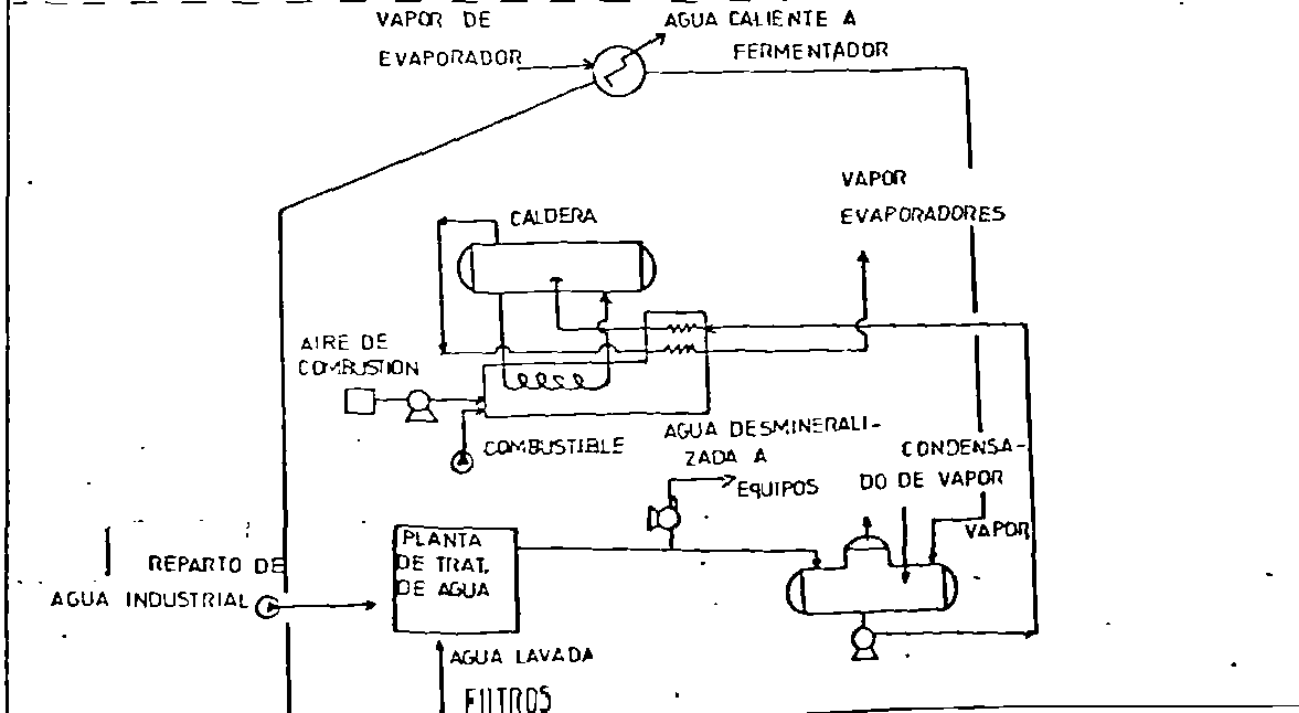 VAPOR DE
EVAPORADOR
AGUA CALIENTE A
FERMENTADOR
VAPOR
EVAPORADORES
CALDERA
AIRE DE
COMBUSTION
COMBUSTIBLE
AGUA DESMINERALI-
ZADA A
EQUIPOS
CONDENSA-
DO DE VAPOR
VAPOR
PLANTA
DE TRAT.
DE AGUA
REPARTO DE
AGUA INDUSTRIAL
AGUA LAVADA
FILTROS